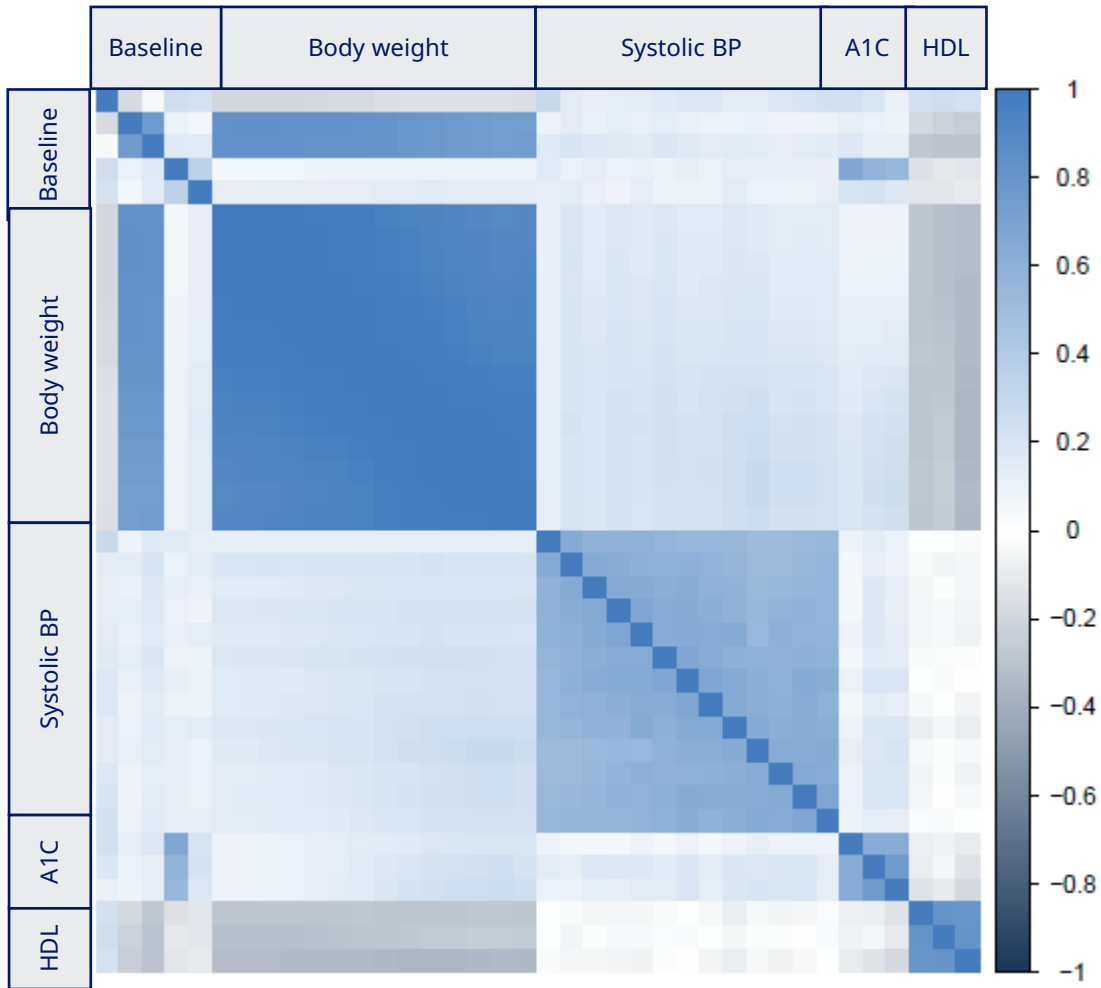 Baseline Body weight Systolic BP A1C HDL
Baseline
Body weight
Systolic BP
A1C
HDL
1
0.8
0.6
0.4
0.2
0
−0.2
−0.4
−0.6
−0.8
−1